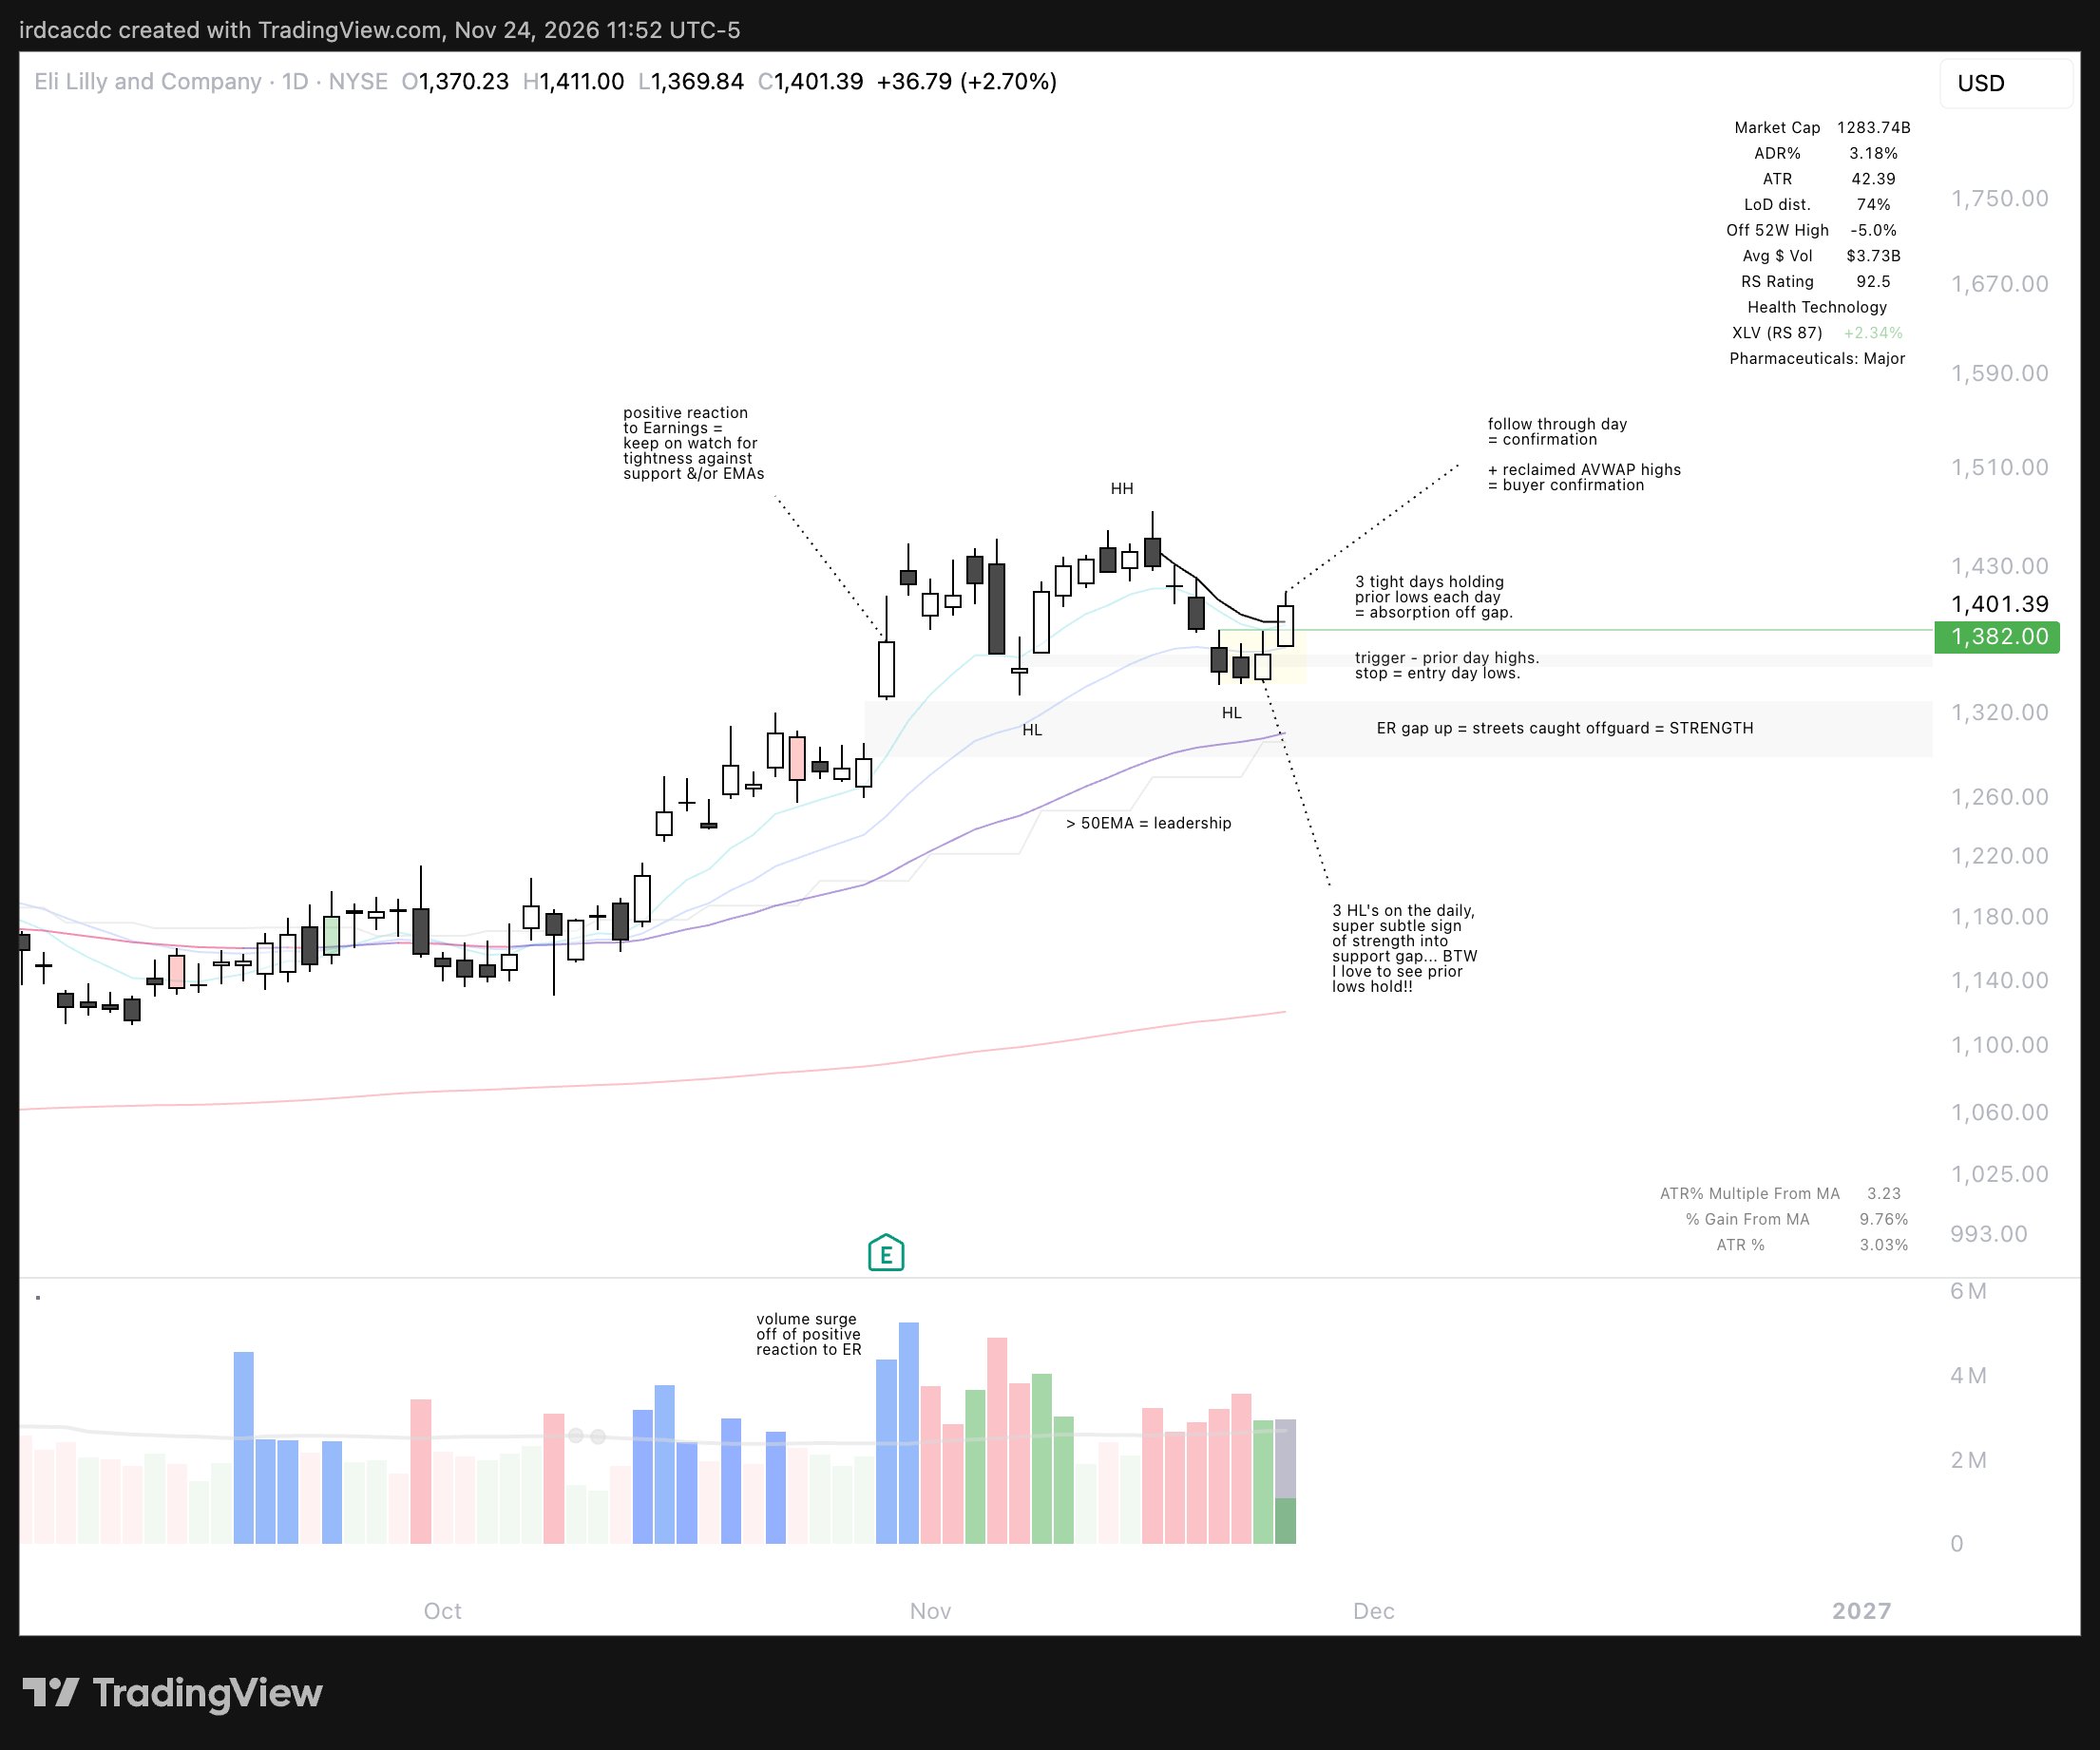 irdcacdc created with TradingView.com, Nov 24, 2026 11:52 UTC-5
Eli Lilly and Company · 1D · NYSE O1,370.23 H1,411.00 L1,369.84 C1,401.39 +36.79 (+2.70%)
USD
Market Cap 1283.74B
ADR% 3.18%
ATR 42.39
LoD dist. 74%
Off 52W High -5.0%
Avg $ Vol $3.73B
RS Rating 92.5
Health Technology
XLV (RS 87) +2.34%
Pharmaceuticals: Major
1,750.00
1,670.00
1,590.00
1,510.00
1,430.00
1,401.39
1,382.00
1,320.00
1,260.00
1,220.00
1,180.00
1,140.00
1,100.00
1,060.00
1,025.00
993.00
positive reaction
to Earnings =
keep on watch for
tightness against
support &/or EMAs
HH
follow through day
= confirmation
+ reclaimed AVWAP highs
= buyer confirmation
3 tight days holding
prior lows each day
= absorption off gap.
trigger - prior day highs.
stop = entry day lows.
HL
HL
ER gap up = streets caught offguard = STRENGTH
> 50EMA = leadership
3 HL's on the daily,
super subtle sign
of strength into
support gap... BTW
I love to see prior
lows hold!!
ATR% Multiple From MA 3.23
% Gain From MA 9.76%
ATR % 3.03%
E
volume surge
off of positive
reaction to ER
6 M
4 M
2 M
0
Oct
Nov
Dec
2027
TradingView